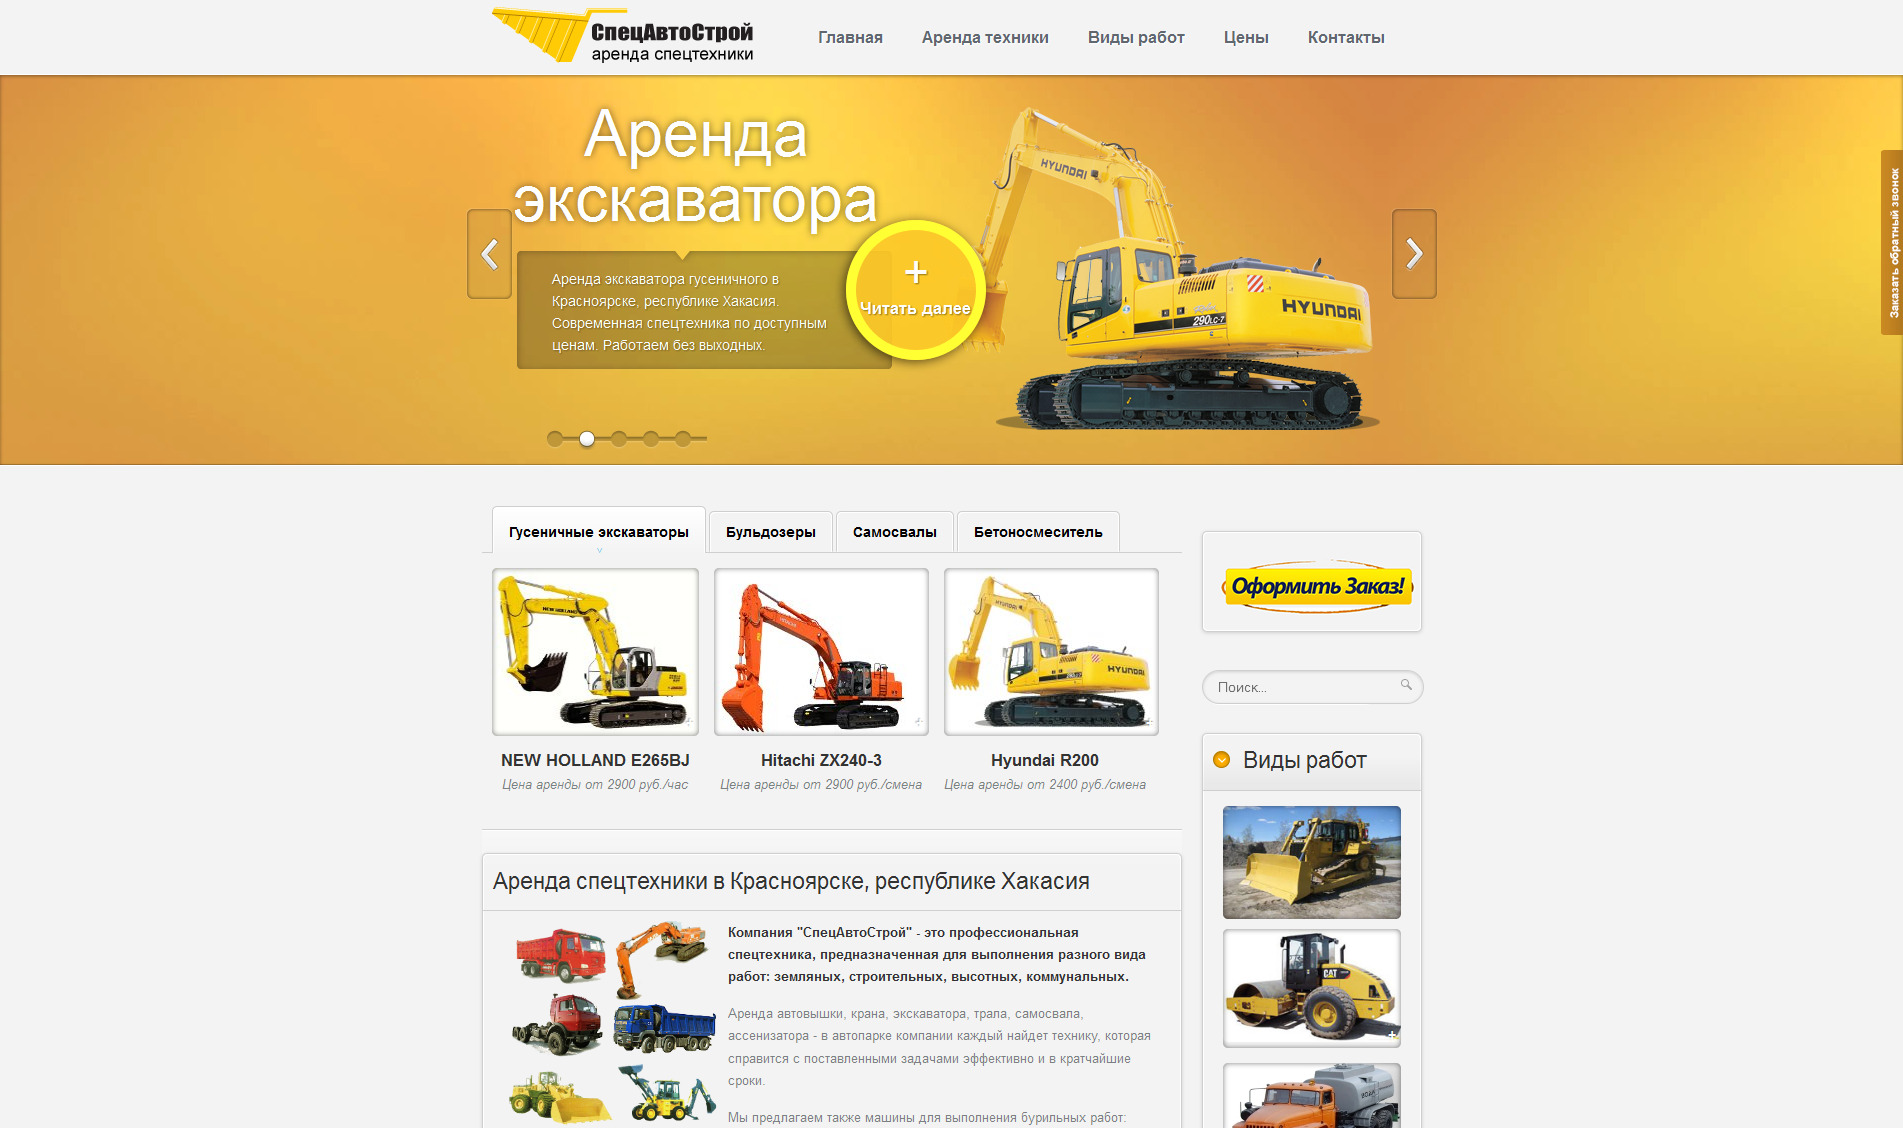 СпецАвтоСтрой
аренда спецтехники
Главная
Аренда техники
Виды работ
Цены
Контакты
Аренда
экскаватора
Аренда экскаватора гусеничного в
Красноярске, республике Хакасия.
Современная спецтехника по доступным
ценам. Работаем без выходных.
+
Читать далее
HYUNDAI
HYUNDAI
290LC-7
Заказать обратный звонок
Гусеничные экскаваторы
Бульдозеры
Самосвалы
Бетоносмеситель
NEW HOLLAND
HITACHI
HYUNDAI
HYUNDAI
NEW HOLLAND E265BJ
Цена аренды от 2900 руб./час
Hitachi ZX240-3
Цена аренды от 2900 руб./смена
Hyundai R200
Цена аренды от 2400 руб./смена
Оформить Заказ!
Поиск...
Виды работ
CAT
Аренда спецтехники в Красноярске, республике Хакасия
Компания "СпецАвтоСтрой" - это профессиональная
спецтехника, предназначенная для выполнения разного вида
работ: земляных, строительных, высотных, коммунальных.
Аренда автовышки, крана, экскаватора, трала, самосвала,
ассенизатора - в автопарке компании каждый найдет технику, которая
справится с поставленными задачами эффективно и в кратчайшие
сроки.
Мы предлагаем также машины для выполнения бурильных работ: